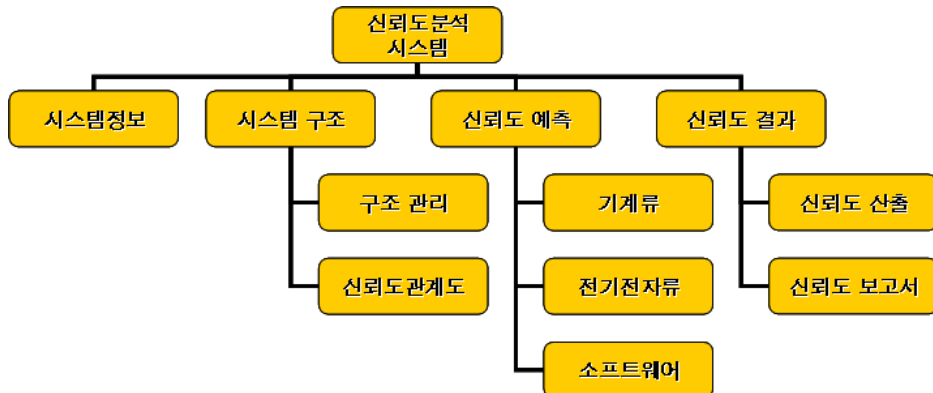 신뢰도분석
시스템
시스템정보
시스템 구조
신뢰도 예측
신뢰도 결과
구조 관리
기계류
신뢰도 산출
신뢰도관계도
전기전자류
신뢰도 보고서
소프트웨어